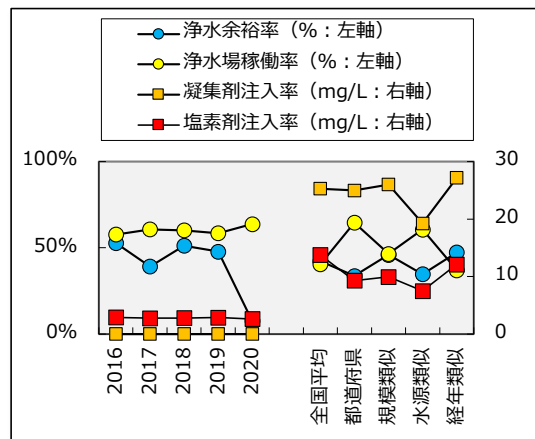 浄水余裕率（%：左軸）
浄水場稼働率（%：左軸）
凝集剤注入率（mg/L：右軸）
塩素剤注入率（mg/L：右軸）
100%
50%
0%
30
20
10
0
2016
2017
2018
2019
2020
全国平均
都道府県
規模類似
水源類似
経年類似